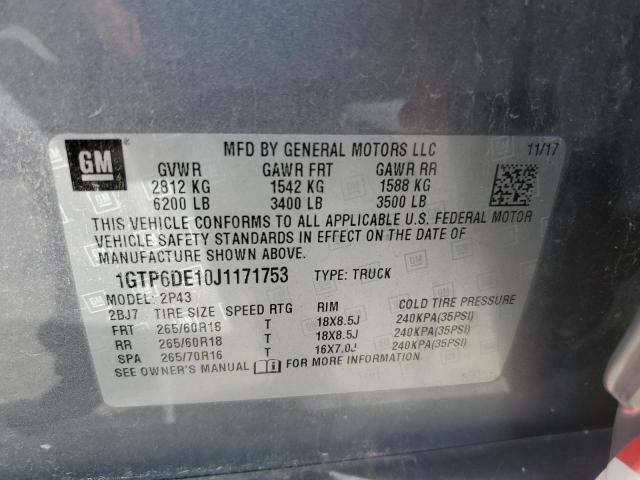 GM
MFD BY GENERAL MOTORS LLC 11/17
GVWR GAWR FRT GAWR RR
2812 KG 1542 KG 1588 KG
6200 LB 3400 LB 3500 LB
THIS VEHICLE CONFORMS TO ALL APPLICABLE U.S. FEDERAL MOTOR
VEHICLE SAFETY STANDARDS IN EFFECT ON THE DATE OF
MANUFACTURE SHOWN ABOVE.
1GTP6DE10J1171753 TYPE: TRUCK
MODEL: 2P43
2BJ7 TIRE SIZE SPEED RTG RIM COLD TIRE PRESSURE
FRT 265/60R18 T 18X8.5J 240KPA(35PSI)
RR 265/60R18 T 18X8.5J 240KPA(35PSI)
SPA 265/70R16 T 16X7.0J 240KPA(35PSI)
SEE OWNER'S MANUAL FOR MORE INFORMATION.